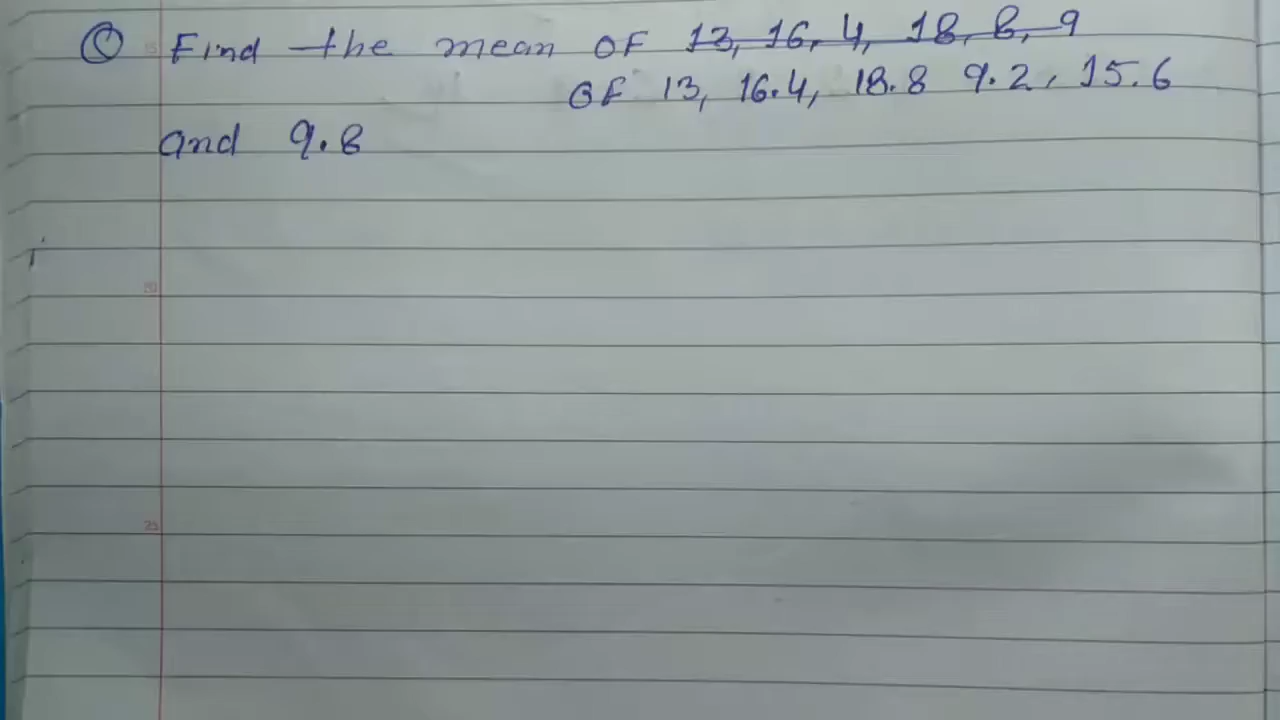 Q Find the mean OF 13, 16, 4, 18, 8, 9
OF 13, 16.4, 18.8 9.2, 15.6
and 9.8